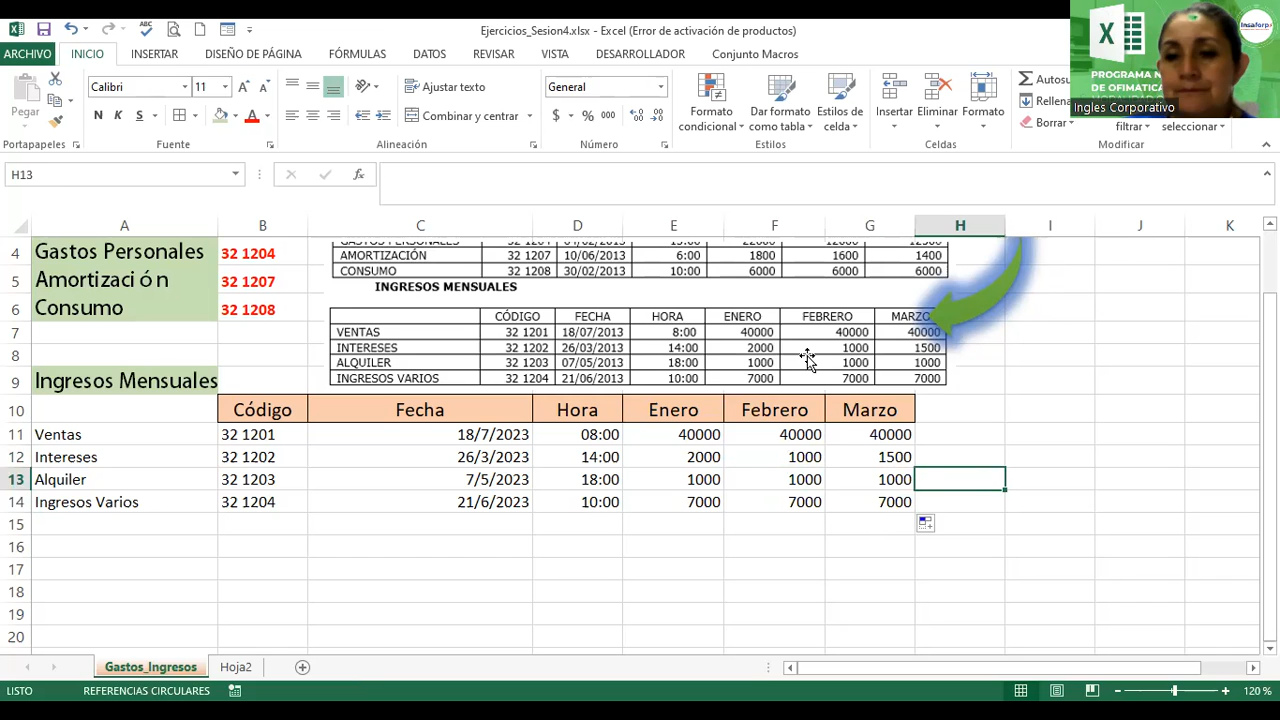 Ejercicios_Sesion4.xlsx - Excel (Error de activación de productos)
ARCHIVO INICIO INSERTAR DISEÑO DE PÁGINA FÓRMULAS DATOS REVISAR VISTA DESARROLLADOR Conjunto Macros
Insaforp
PROGRAMA N
DE OFIMATICA
Ingles Corporativo
Pegar
Calibri 11
N K S
Ajustar texto
Combinar y centrar
General
$ % 000
Formato condicional
Dar formato como tabla
Estilos de celda
Insertar Eliminar Formato
Autosu
Rellena
Borrar
filtrar
seleccionar
Portapapeles Fuente Alineación Número Estilos Celdas Modificar
H13 fx
A B C D E F G H I J K
4 Gastos Personales 32 1204
5 Amortizaci ó n 32 1207
6 Consumo 32 1208
7
8
9 Ingresos Mensuales
GASTOS PERSONALES 32 1204 04/02/2013 15:00 22000 12000 12500
AMORTIZACIÓN 32 1207 10/06/2013 6:00 1800 1600 1400
CONSUMO 32 1208 30/02/2013 10:00 6000 6000 6000
INGRESOS MENSUALES
CÓDIGO FECHA HORA ENERO FEBRERO MARZO
VENTAS 32 1201 18/07/2013 8:00 40000 40000 40000
INTERESES 32 1202 26/03/2013 14:00 2000 1000 1500
ALQUILER 32 1203 07/05/2013 18:00 1000 1000 1000
INGRESOS VARIOS 32 1204 21/06/2013 10:00 7000 7000 7000
10 Código Fecha Hora Enero Febrero Marzo
11 Ventas 32 1201 18/7/2023 08:00 40000 40000 40000
12 Intereses 32 1202 26/3/2023 14:00 2000 1000 1500
13 Alquiler 32 1203 7/5/2023 18:00 1000 1000 1000
14 Ingresos Varios 32 1204 21/6/2023 10:00 7000 7000 7000
15
16
17
18
19
20
Gastos_Ingresos Hoja2
LISTO REFERENCIAS CIRCULARES 120 %